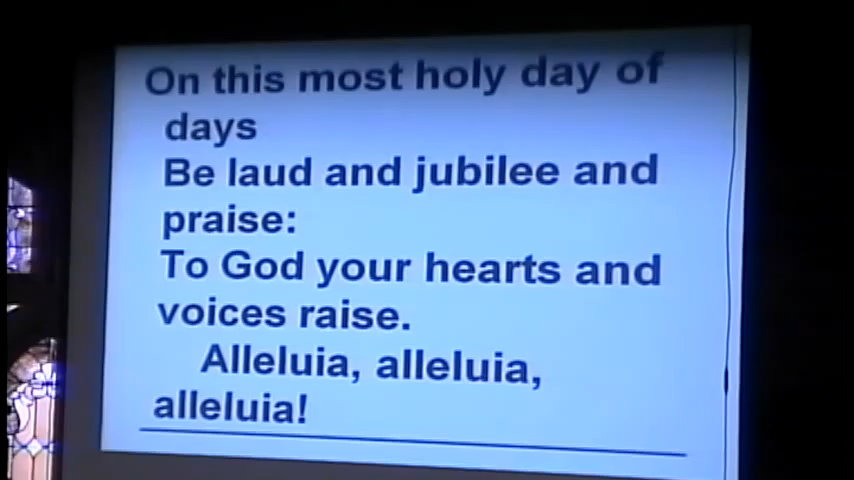 On this most holy day of
days
Be laud and jubilee and
praise:
To God your hearts and
voices raise.
Alleluia, alleluia,
alleluia!